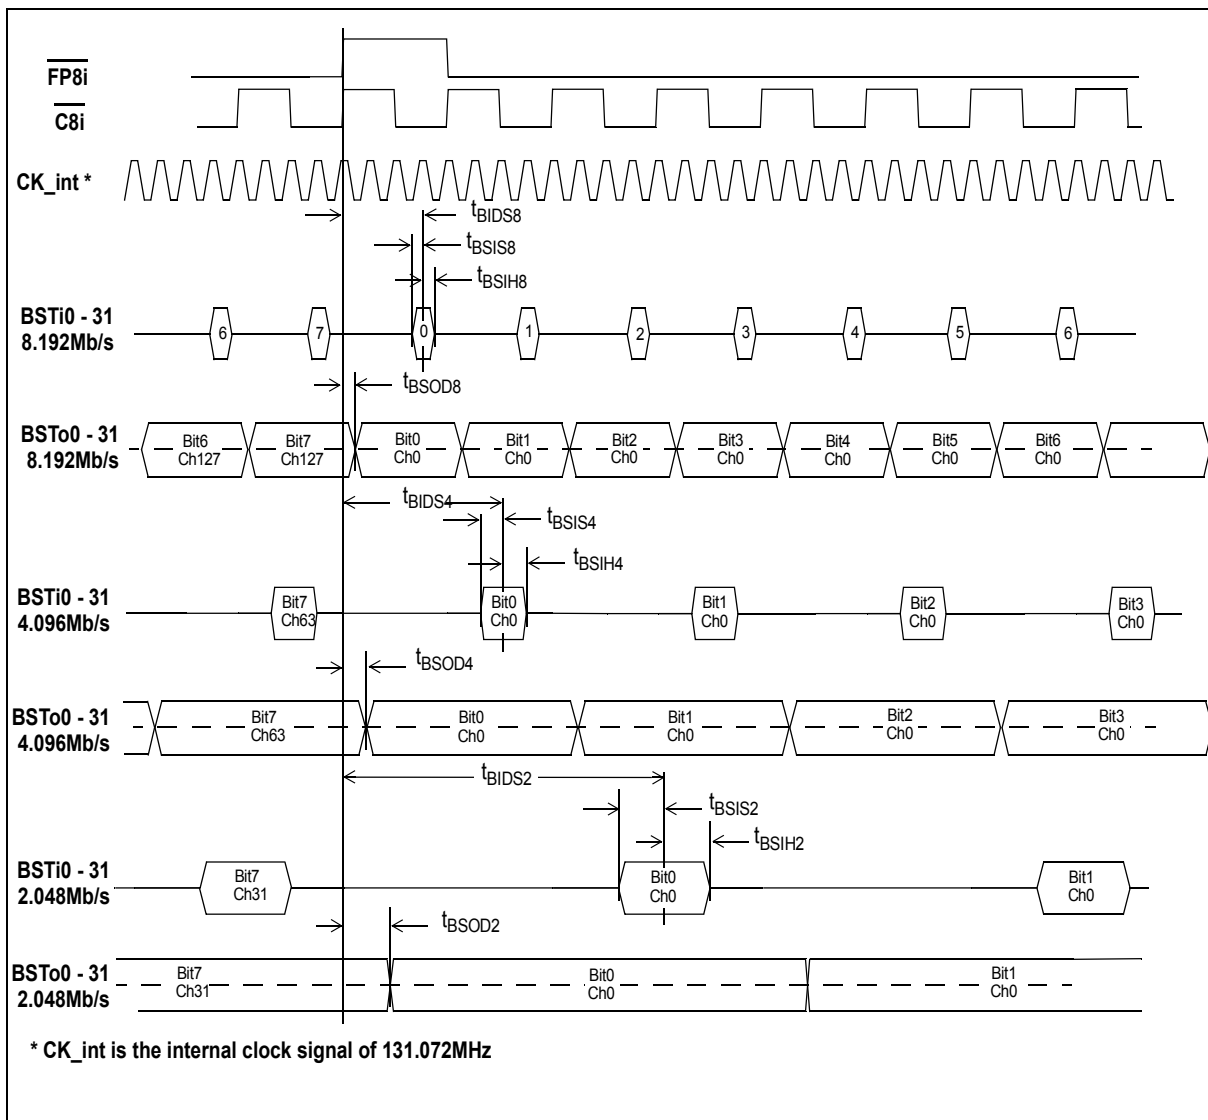 FP8i
C8i
CK_int *
tBIDS8
tBSIS8
tBSIH8
BSTi0 - 31
8.192Mb/s
6 7 0 1 2 3 4 5 6
tBSOD8
BSTo0 - 31
8.192Mb/s
Bit6 Bit7 Bit0 Bit1 Bit2 Bit3 Bit4 Bit5 Bit6
Ch127 Ch127 Ch0 Ch0 Ch0 Ch0 Ch0 Ch0 Ch0
tBIDS4
tBSIS4
tBSIH4
BSTi0 - 31
4.096Mb/s
Bit7 Bit0 Bit1 Bit2 Bit3
Ch63 Ch0 Ch0 Ch0 Ch0
tBSOD4
BSTo0 - 31
4.096Mb/s
Bit7 Bit0 Bit1 Bit2 Bit3
Ch63 Ch0 Ch0 Ch0 Ch0
tBIDS2
tBSIS2
tBSIH2
BSTi0 - 31
2.048Mb/s
Bit7 Bit0 Bit1
Ch31 Ch0 Ch0
tBSOD2
BSTo0 - 31
2.048Mb/s
Bit7 Bit0 Bit1
Ch31 Ch0 Ch0
* CK_int is the internal clock signal of 131.072MHz